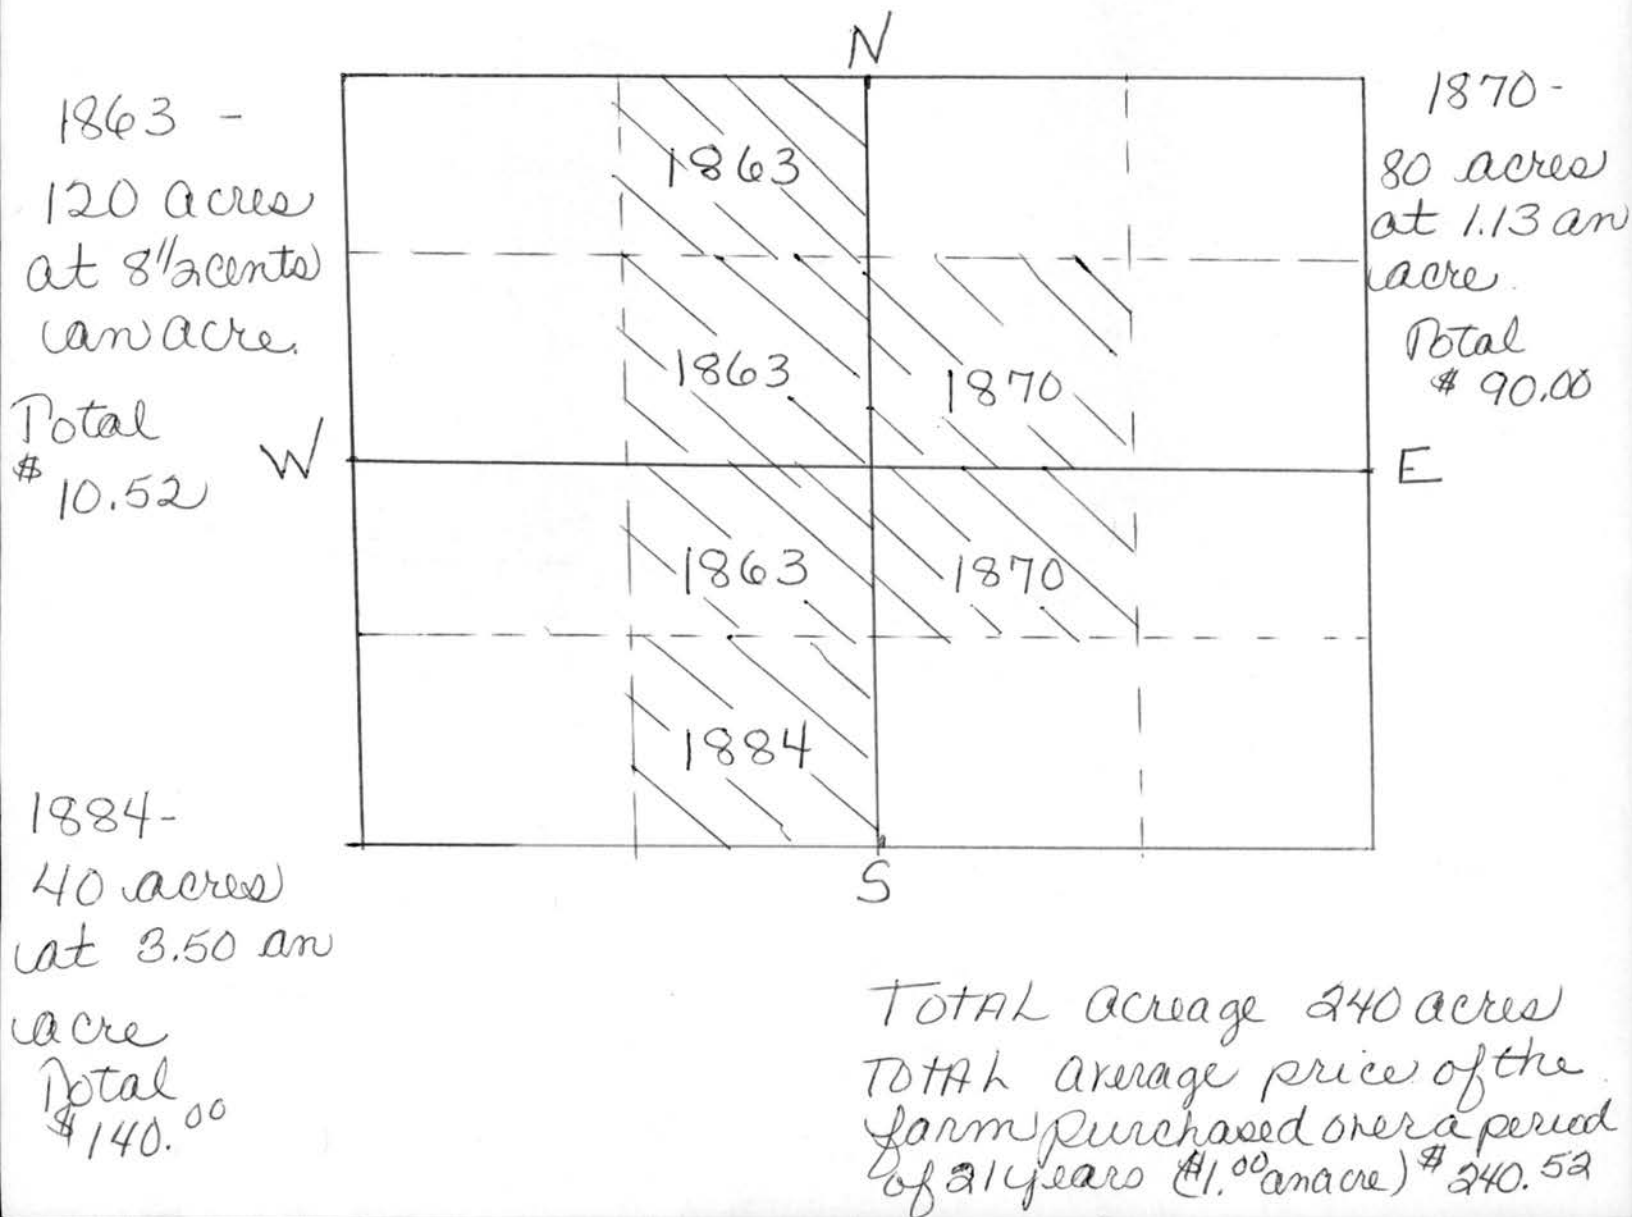 N
1863 -
120 acres
at 8 1/2 cents
an acre.
Total
$ 10.52
W
1870-
80 acres
at 1.13 an
acre.
Total
$ 90.00
E
1863
1863
1870
1863
1870
1884
S
1884-
40 acres
at 3.50 an
acre
Total
$140.00
TOTAL acreage 240 acres
TOTAL average price of the
farm purchased over a period
of 21 years ($1.00 an acre) $240.52